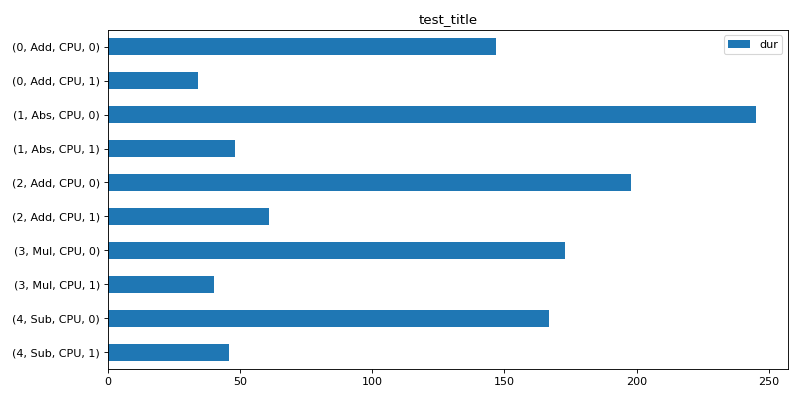 test_title
dur
(0, Add, CPU, 0)
(0, Add, CPU, 1)
(1, Abs, CPU, 0)
(1, Abs, CPU, 1)
(2, Add, CPU, 0)
(2, Add, CPU, 1)
(3, Mul, CPU, 0)
(3, Mul, CPU, 1)
(4, Sub, CPU, 0)
(4, Sub, CPU, 1)
0 50 100 150 200 250